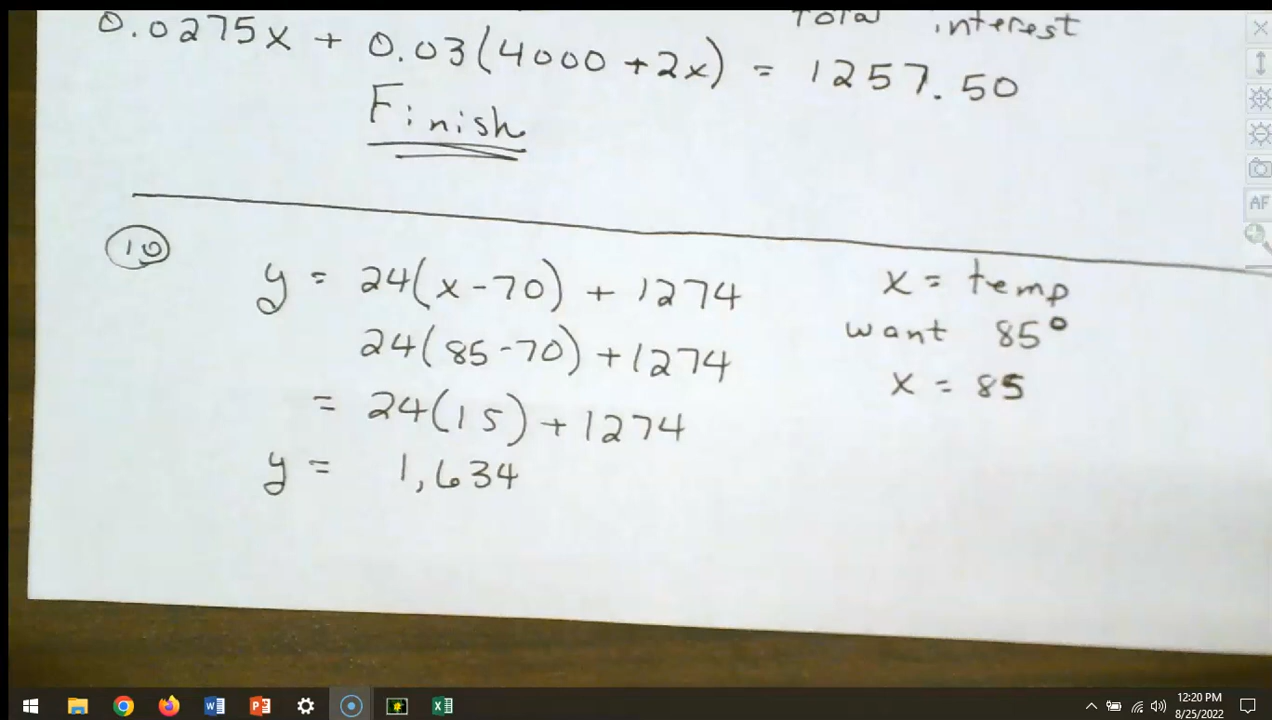 Total interest
0.0275x + 0.03(4000 + 2x) = 1257.50
Finish
10
y = 24(x-70) + 1274
x = temp
24(85-70) + 1274
want 85°
= 24(15) + 1274
x = 85
y = 1,634
AF
12:20 PM
8/25/2022